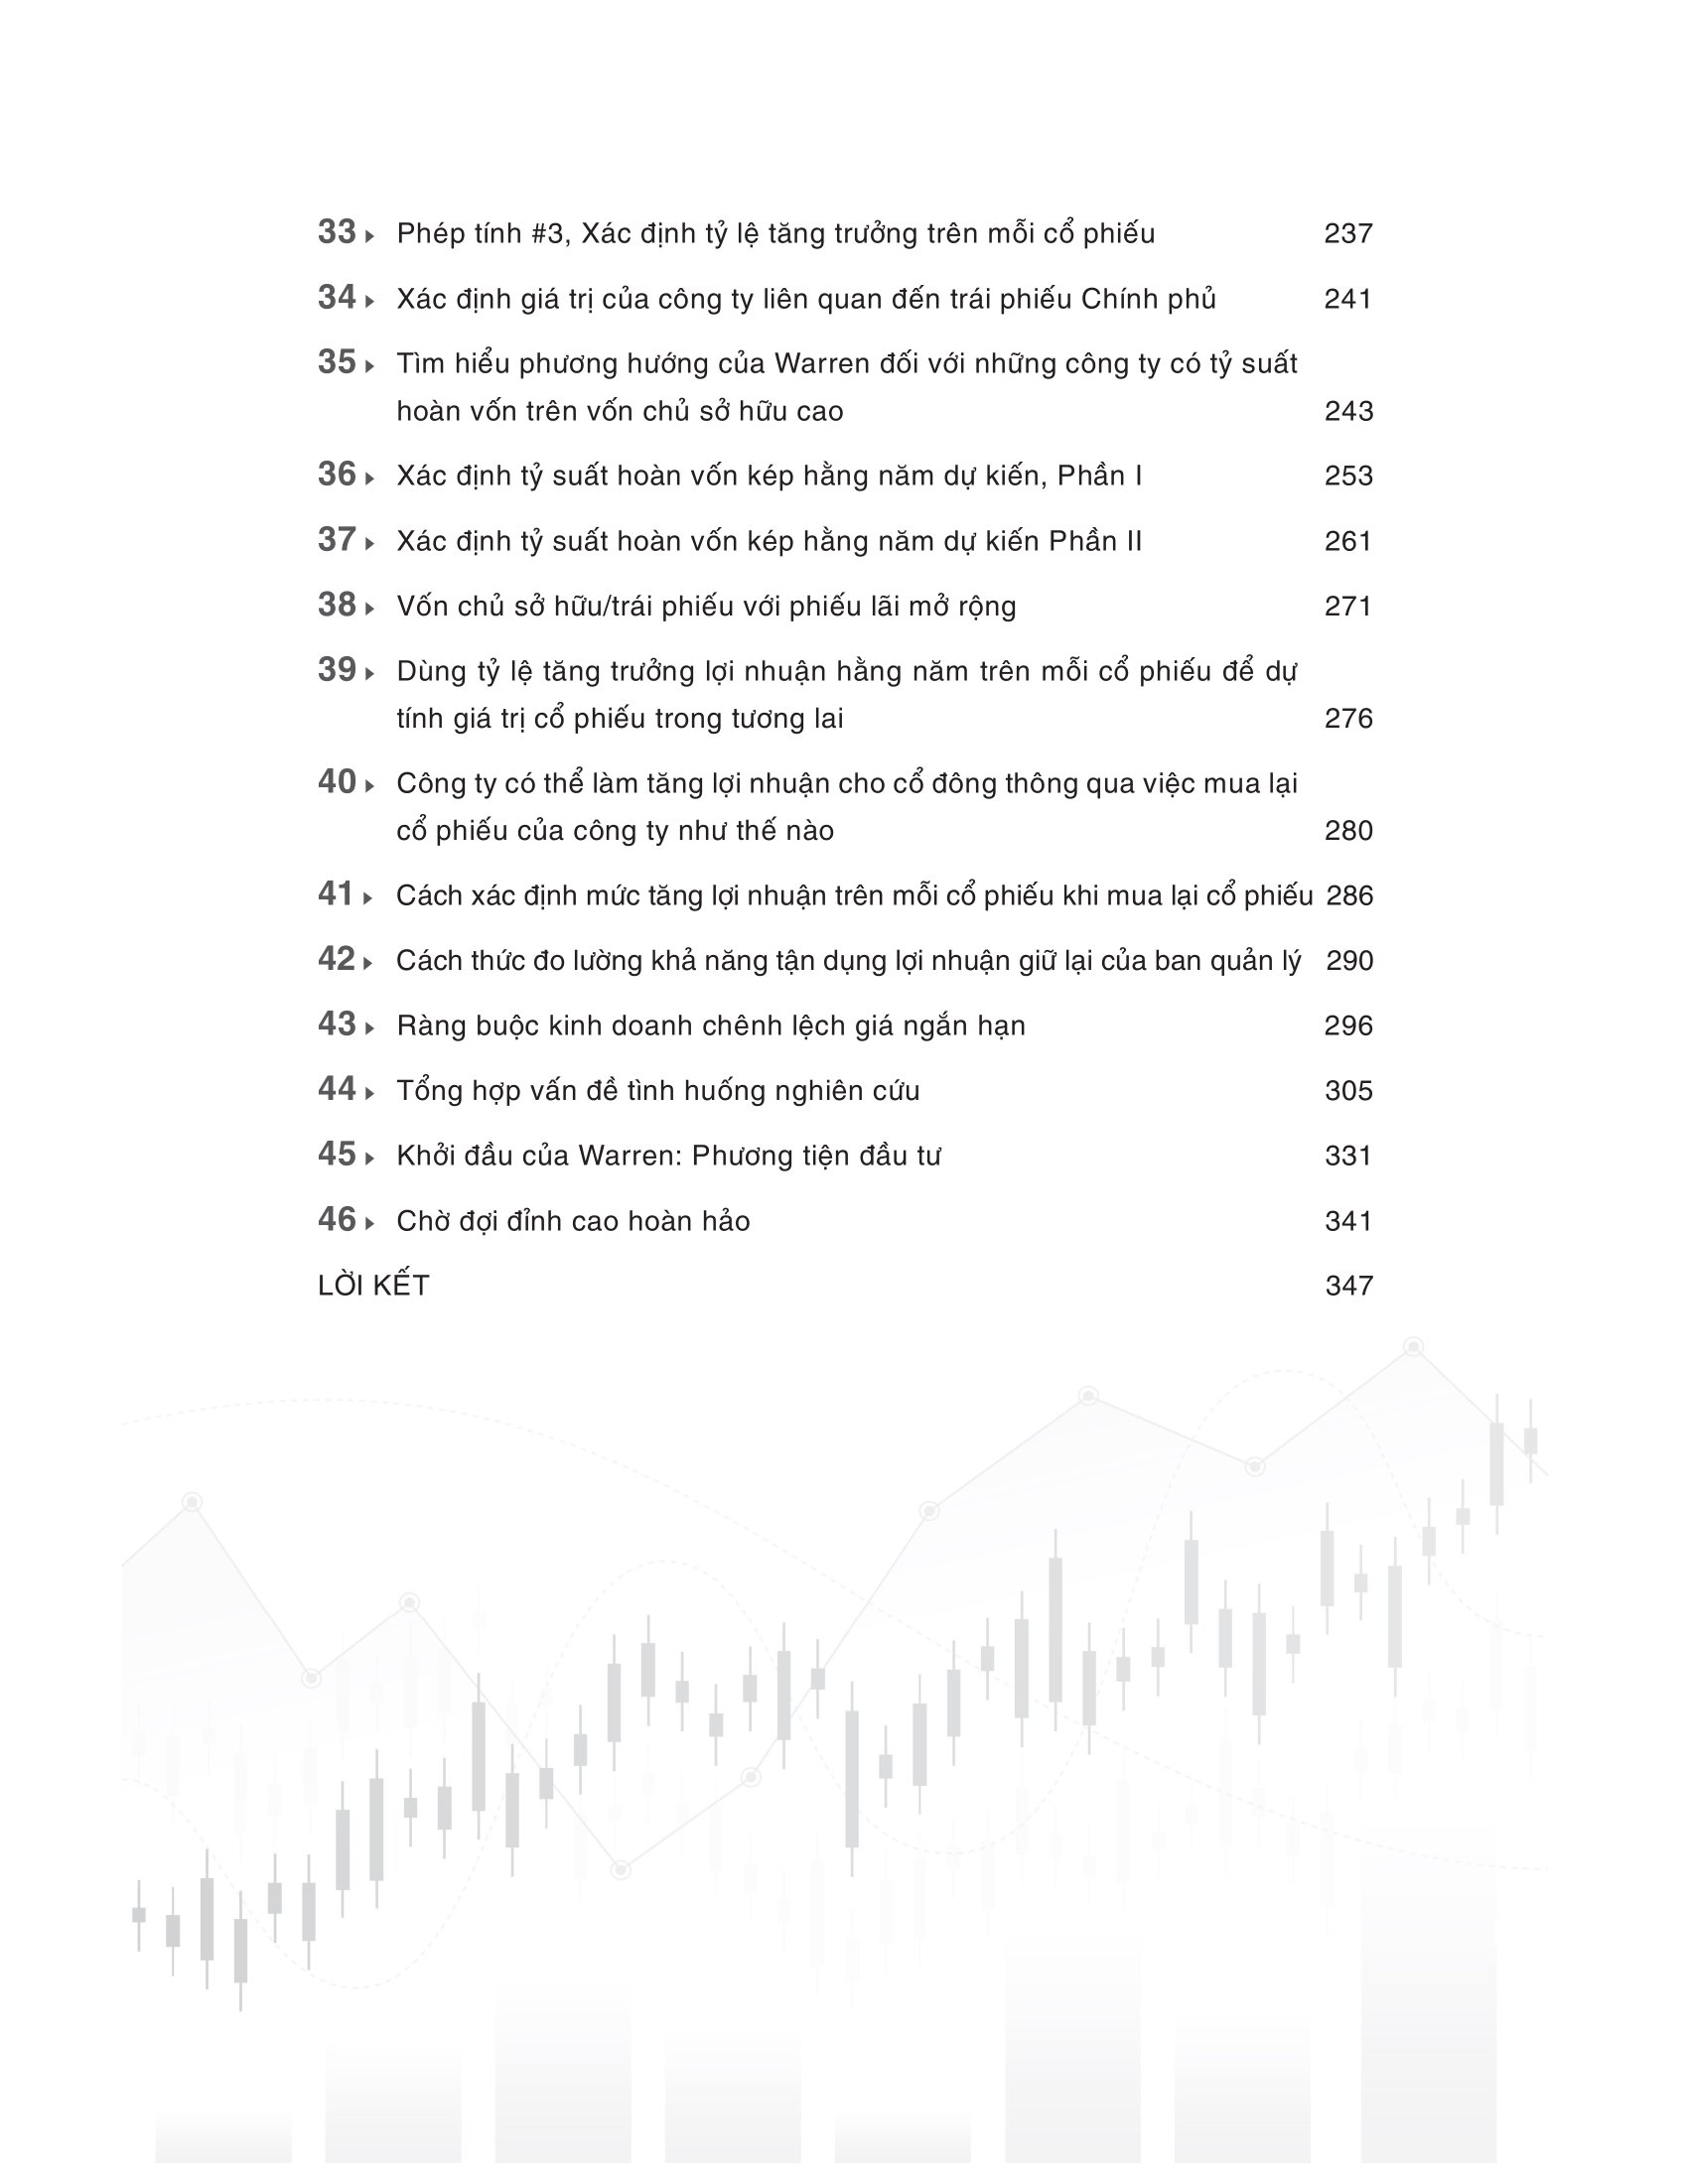 33 Phép tính #3, Xác định tỷ lệ tăng trưởng trên mỗi cổ phiếu 237
34 Xác định giá trị của công ty liên quan đến trái phiếu Chính phủ 241
35 Tìm hiểu phương hướng của Warren đối với những công ty có tỷ suất
hoàn vốn trên vốn chủ sở hữu cao 243
36 Xác định tỷ suất hoàn vốn kép hằng năm dự kiến, Phần I 253
37 Xác định tỷ suất hoàn vốn kép hằng năm dự kiến Phần II 261
38 Vốn chủ sở hữu/trái phiếu với phiếu lãi mở rộng 271
39 Dùng tỷ lệ tăng trưởng lợi nhuận hằng năm trên mỗi cổ phiếu để dự
tính giá trị cổ phiếu trong tương lai 276
40 Công ty có thể làm tăng lợi nhuận cho cổ đông thông qua việc mua lại
cổ phiếu của công ty như thế nào 280
41 Cách xác định mức tăng lợi nhuận trên mỗi cổ phiếu khi mua lại cổ phiếu 286
42 Cách thức đo lường khả năng tận dụng lợi nhuận giữ lại của ban quản lý 290
43 Ràng buộc kinh doanh chênh lệch giá ngắn hạn 296
44 Tổng hợp vấn đề tình huống nghiên cứu 305
45 Khởi đầu của Warren: Phương tiện đầu tư 331
46 Chờ đợi đỉnh cao hoàn hảo 341
LỜI KẾT 347